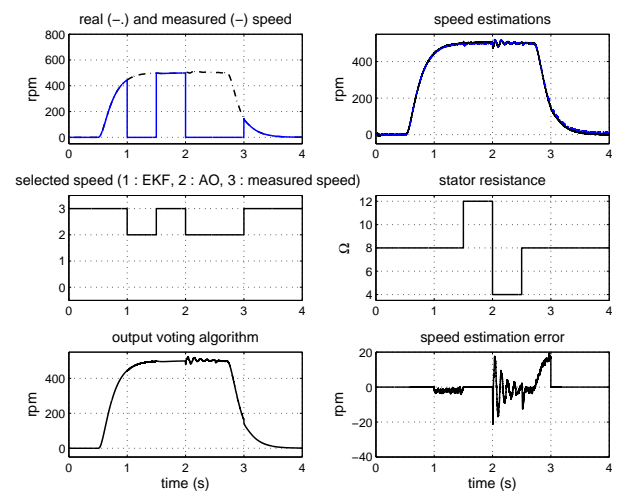 real (−.) and measured (−) speed
800
600
400
200
0
rpm
0 1 2 3 4
speed estimations
400
200
0
rpm
0 1 2 3 4
selected speed (1 : EKF, 2 : AO, 3 : measured speed)
3
2
1
0
0 1 2 3 4
stator resistance
12
10
8
6
4
Ω
0 1 2 3 4
output voting algorithm
400
200
0
rpm
0 1 2 3 4
time (s)
speed estimation error
20
0
−20
−40
rpm
0 1 2 3 4
time (s)